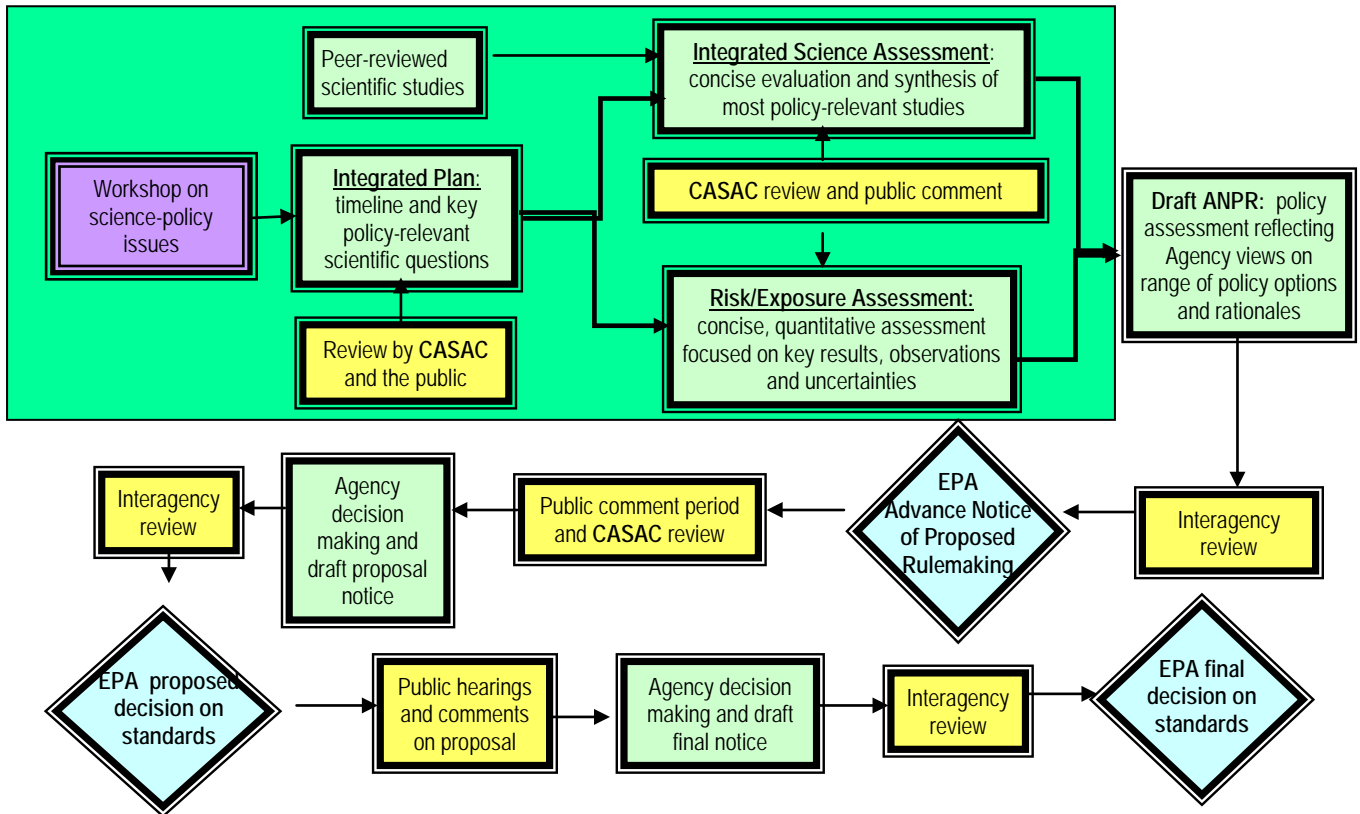 Peer-reviewed
scientific studies
Integrated Science Assessment:
concise evaluation and synthesis of
most policy-relevant studies
Workshop on
science-policy
issues
Integrated Plan:
timeline and key
policy-relevant
scientific questions
CASAC review and public comment
Review by CASAC
and the public
Risk/Exposure Assessment:
concise, quantitative assessment
focused on key results, observations
and uncertainties
Draft ANPR: policy
assessment reflecting
Agency views on
range of policy options
and rationales
Interagency
review
EPA
Advance Notice
of Proposed
Rulemaking
Public comment period
and CASAC review
Agency
decision
making and
draft proposal
notice
Interagency
review
EPA proposed
decision on
standards
Public hearings
and comments
on proposal
Agency decision
making and draft
final notice
Interagency
review
EPA final
decision on
standards